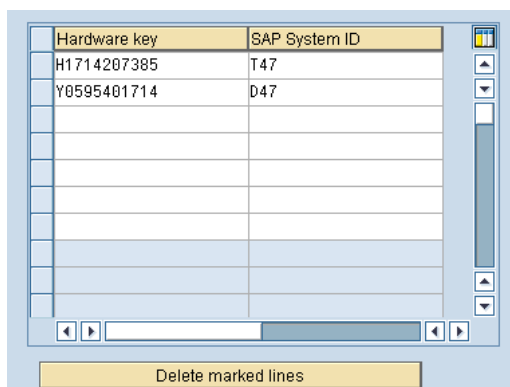 Hardware key SAP System ID
H1714207385 T47
Y0595401714 D47
Delete marked lines